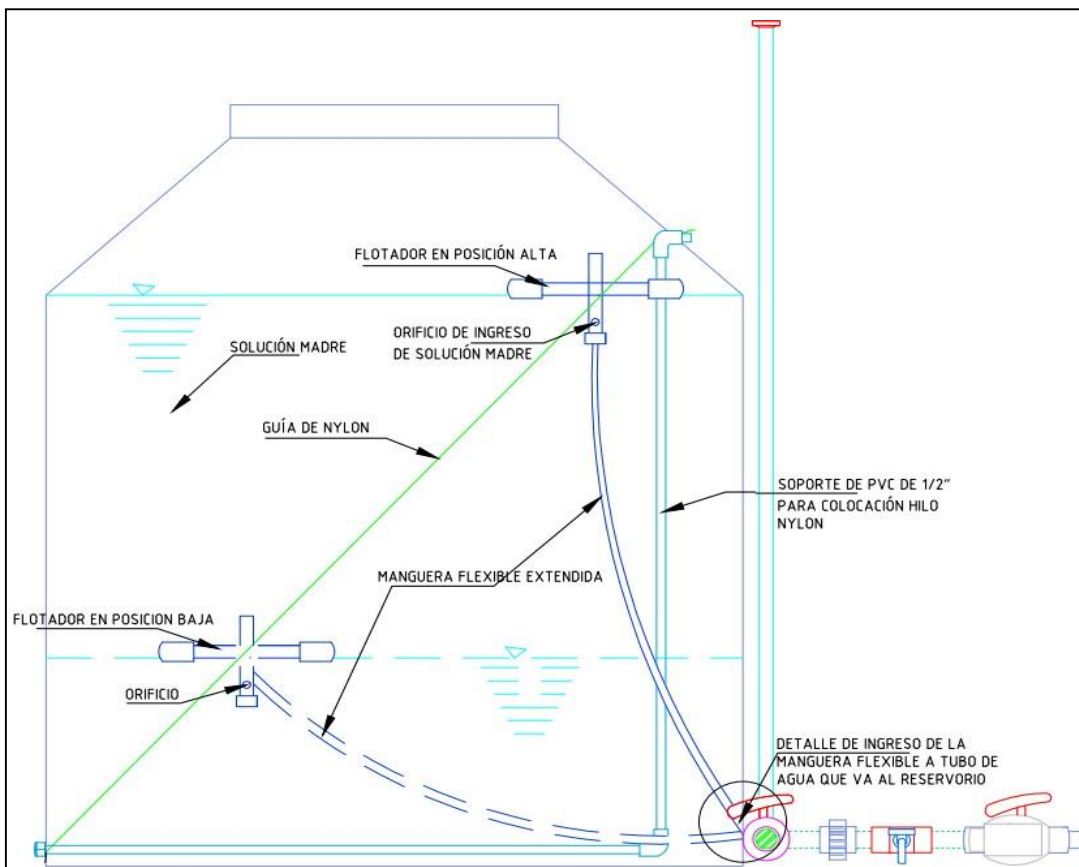 FLOTADOR EN POSICIÓN ALTA
ORIFICIO DE INGRESO
DE SOLUCIÓN MADRE
SOLUCIÓN MADRE
GUÍA DE NYLON
SOPORTE DE PVC DE 1/2"
PARA COLOCACIÓN HILO
NYLON
MANGUERA FLEXIBLE EXTENDIDA
FLOTADOR EN POSICION BAJA
ORIFICIO
DETALLE DE INGRESO DE LA
MANGUERA FLEXIBLE A TUBO DE
AGUA QUE VA AL RESERVORIO